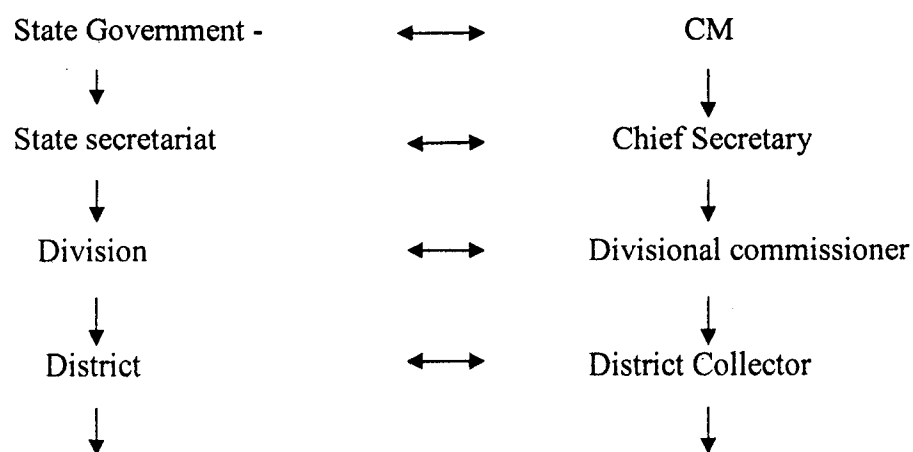 State Government - CM
State secretariat Chief Secretary
Division Divisional commissioner
District District Collector